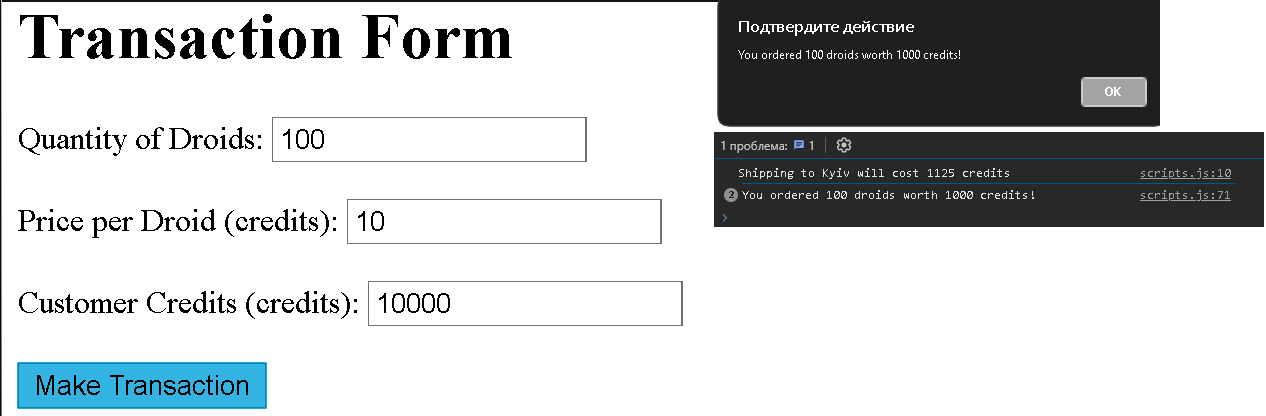 Transaction Form
Quantity of Droids: 100
Price per Droid (credits): 10
Customer Credits (credits): 10000
Make Transaction
Подтвердите действие
You ordered 100 droids worth 1000 credits!
OK
1 проблема: 1
Shipping to Kyiv will cost 1125 credits scripts.js:10
2 You ordered 100 droids worth 1000 credits! scripts.js:71
>